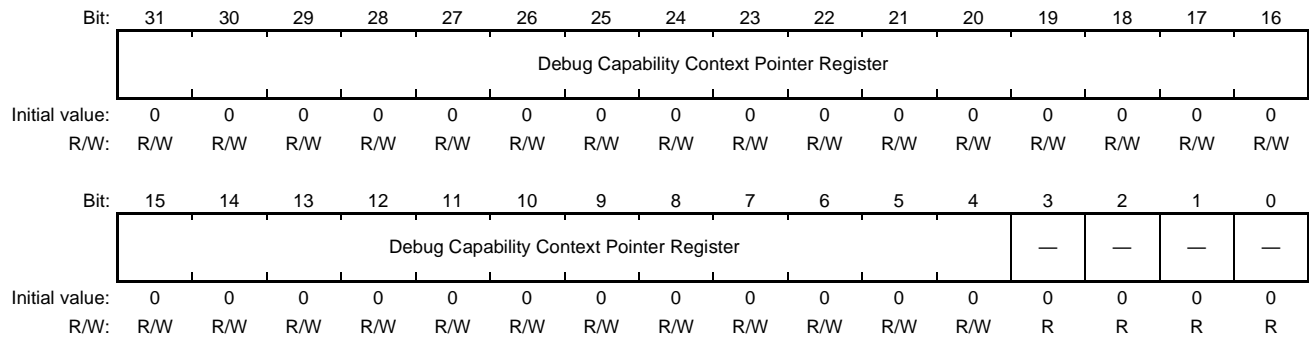 Bit: 31 30 29 28 27 26 25 24 23 22 21 20 19 18 17 16
Debug Capability Context Pointer Register
Initial value: 0 0 0 0 0 0 0 0 0 0 0 0 0 0 0 0
R/W: R/W R/W R/W R/W R/W R/W R/W R/W R/W R/W R/W R/W R/W R/W R/W R/W
Bit: 15 14 13 12 11 10 9 8 7 6 5 4 3 2 1 0
Debug Capability Context Pointer Register — — — —
Initial value: 0 0 0 0 0 0 0 0 0 0 0 0 0 0 0 0
R/W: R/W R/W R/W R/W R/W R/W R/W R/W R/W R/W R/W R/W R R R R